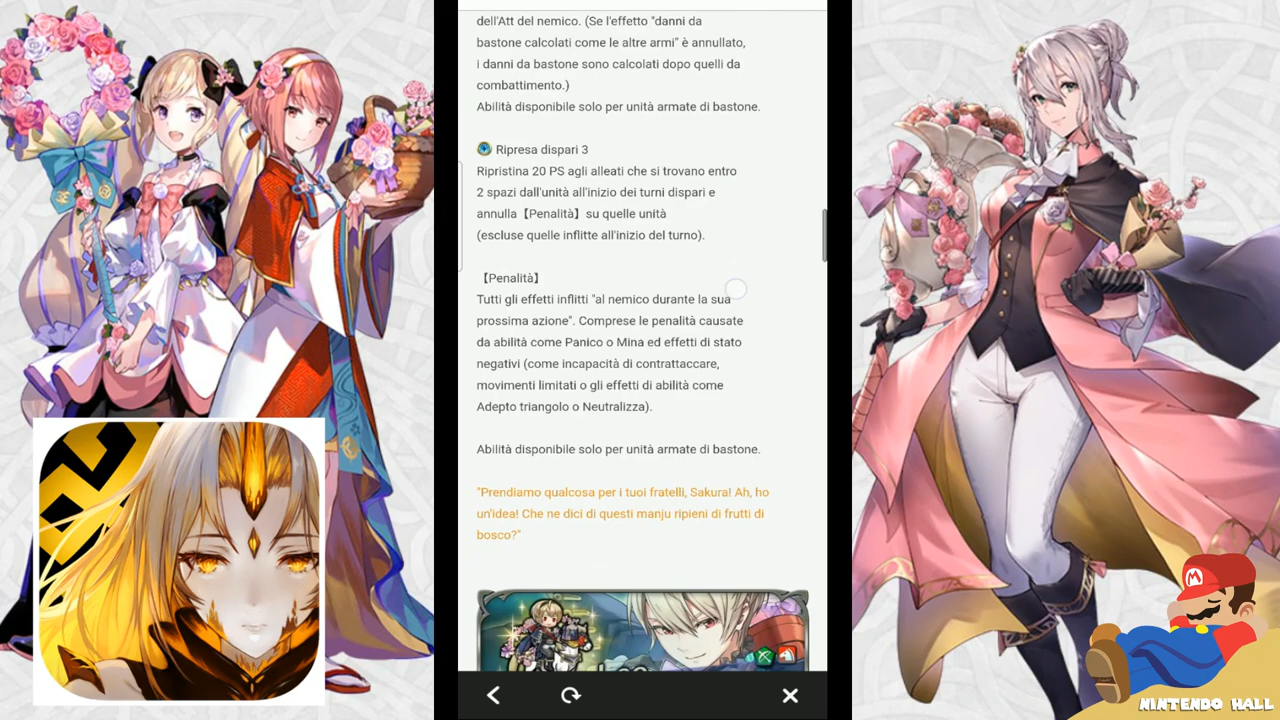 dell'Att del nemico. (Se l'effetto "danni da
bastone calcolati come le altre armi" è annullato,
i danni da bastone sono calcolati dopo quelli da
combattimento.)
Abilità disponibile solo per unità armate di bastone.
Ripresa dispari 3
Ripristina 20 PS agli alleati che si trovano entro
2 spazi dall'unità all'inizio dei turni dispari e
annulla【Penalità】su quelle unità
(escluse quelle inflitte all'inizio del turno).
【Penalità】
Tutti gli effetti inflitti "al nemico durante la sua
prossima azione". Comprese le penalità causate
da abilità come Panico o Mina ed effetti di stato
negativi (come incapacità di contrattaccare,
movimenti limitati o gli effetti di abilità come
Adepto triangolo o Neutralizza).
Abilità disponibile solo per unità armate di bastone.
"Prendiamo qualcosa per i tuoi fratelli, Sakura! Ah, ho
un'idea! Che ne dici di questi manju ripieni di frutti di
bosco?"
M
NINTENDO HALL